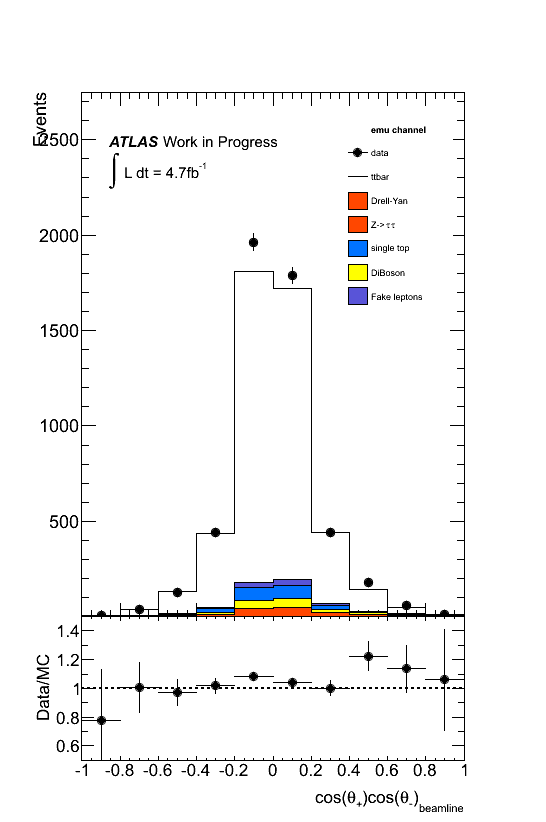 Events
2500
2000
1500
1000
500
ATLAS Work in Progress
∫ L dt = 4.7fb⁻¹
emu channel
data
ttbar
Drell-Yan
Z->ττ
single top
DiBoson
Fake leptons
Data/MC
1.4
1.2
1
0.8
0.6
-1 -0.8 -0.6 -0.4 -0.2 0 0.2 0.4 0.6 0.8 1
cos(θ₊)cos(θ₋)beamline